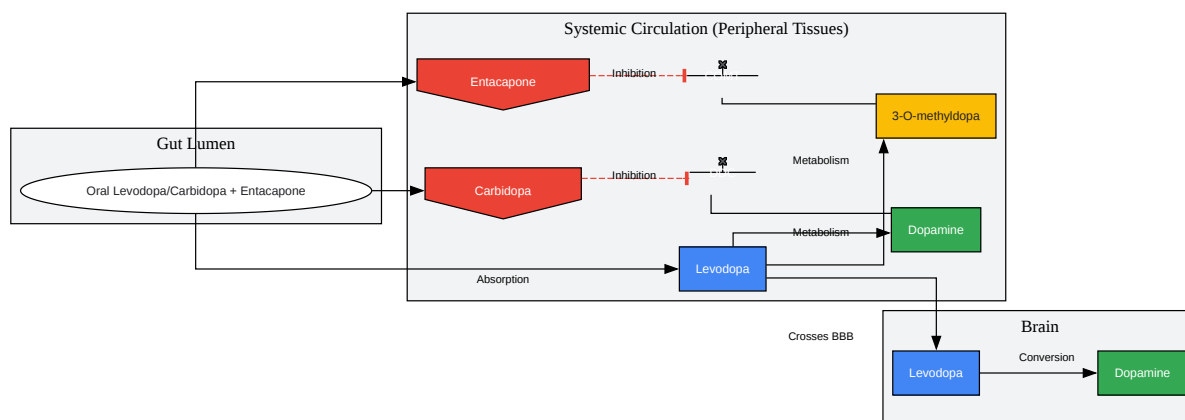 Systemic Circulation (Peripheral Tissues)
Entacapone
Inhibition
3-O-methyldopa
Gut Lumen
Oral Levodopa/Carbidopa + Entacapone
Carbidopa
Inhibition
Metabolism
Dopamine
Metabolism
Levodopa
Absorption
Crosses BBB
Brain
Levodopa
Conversion
Dopamine